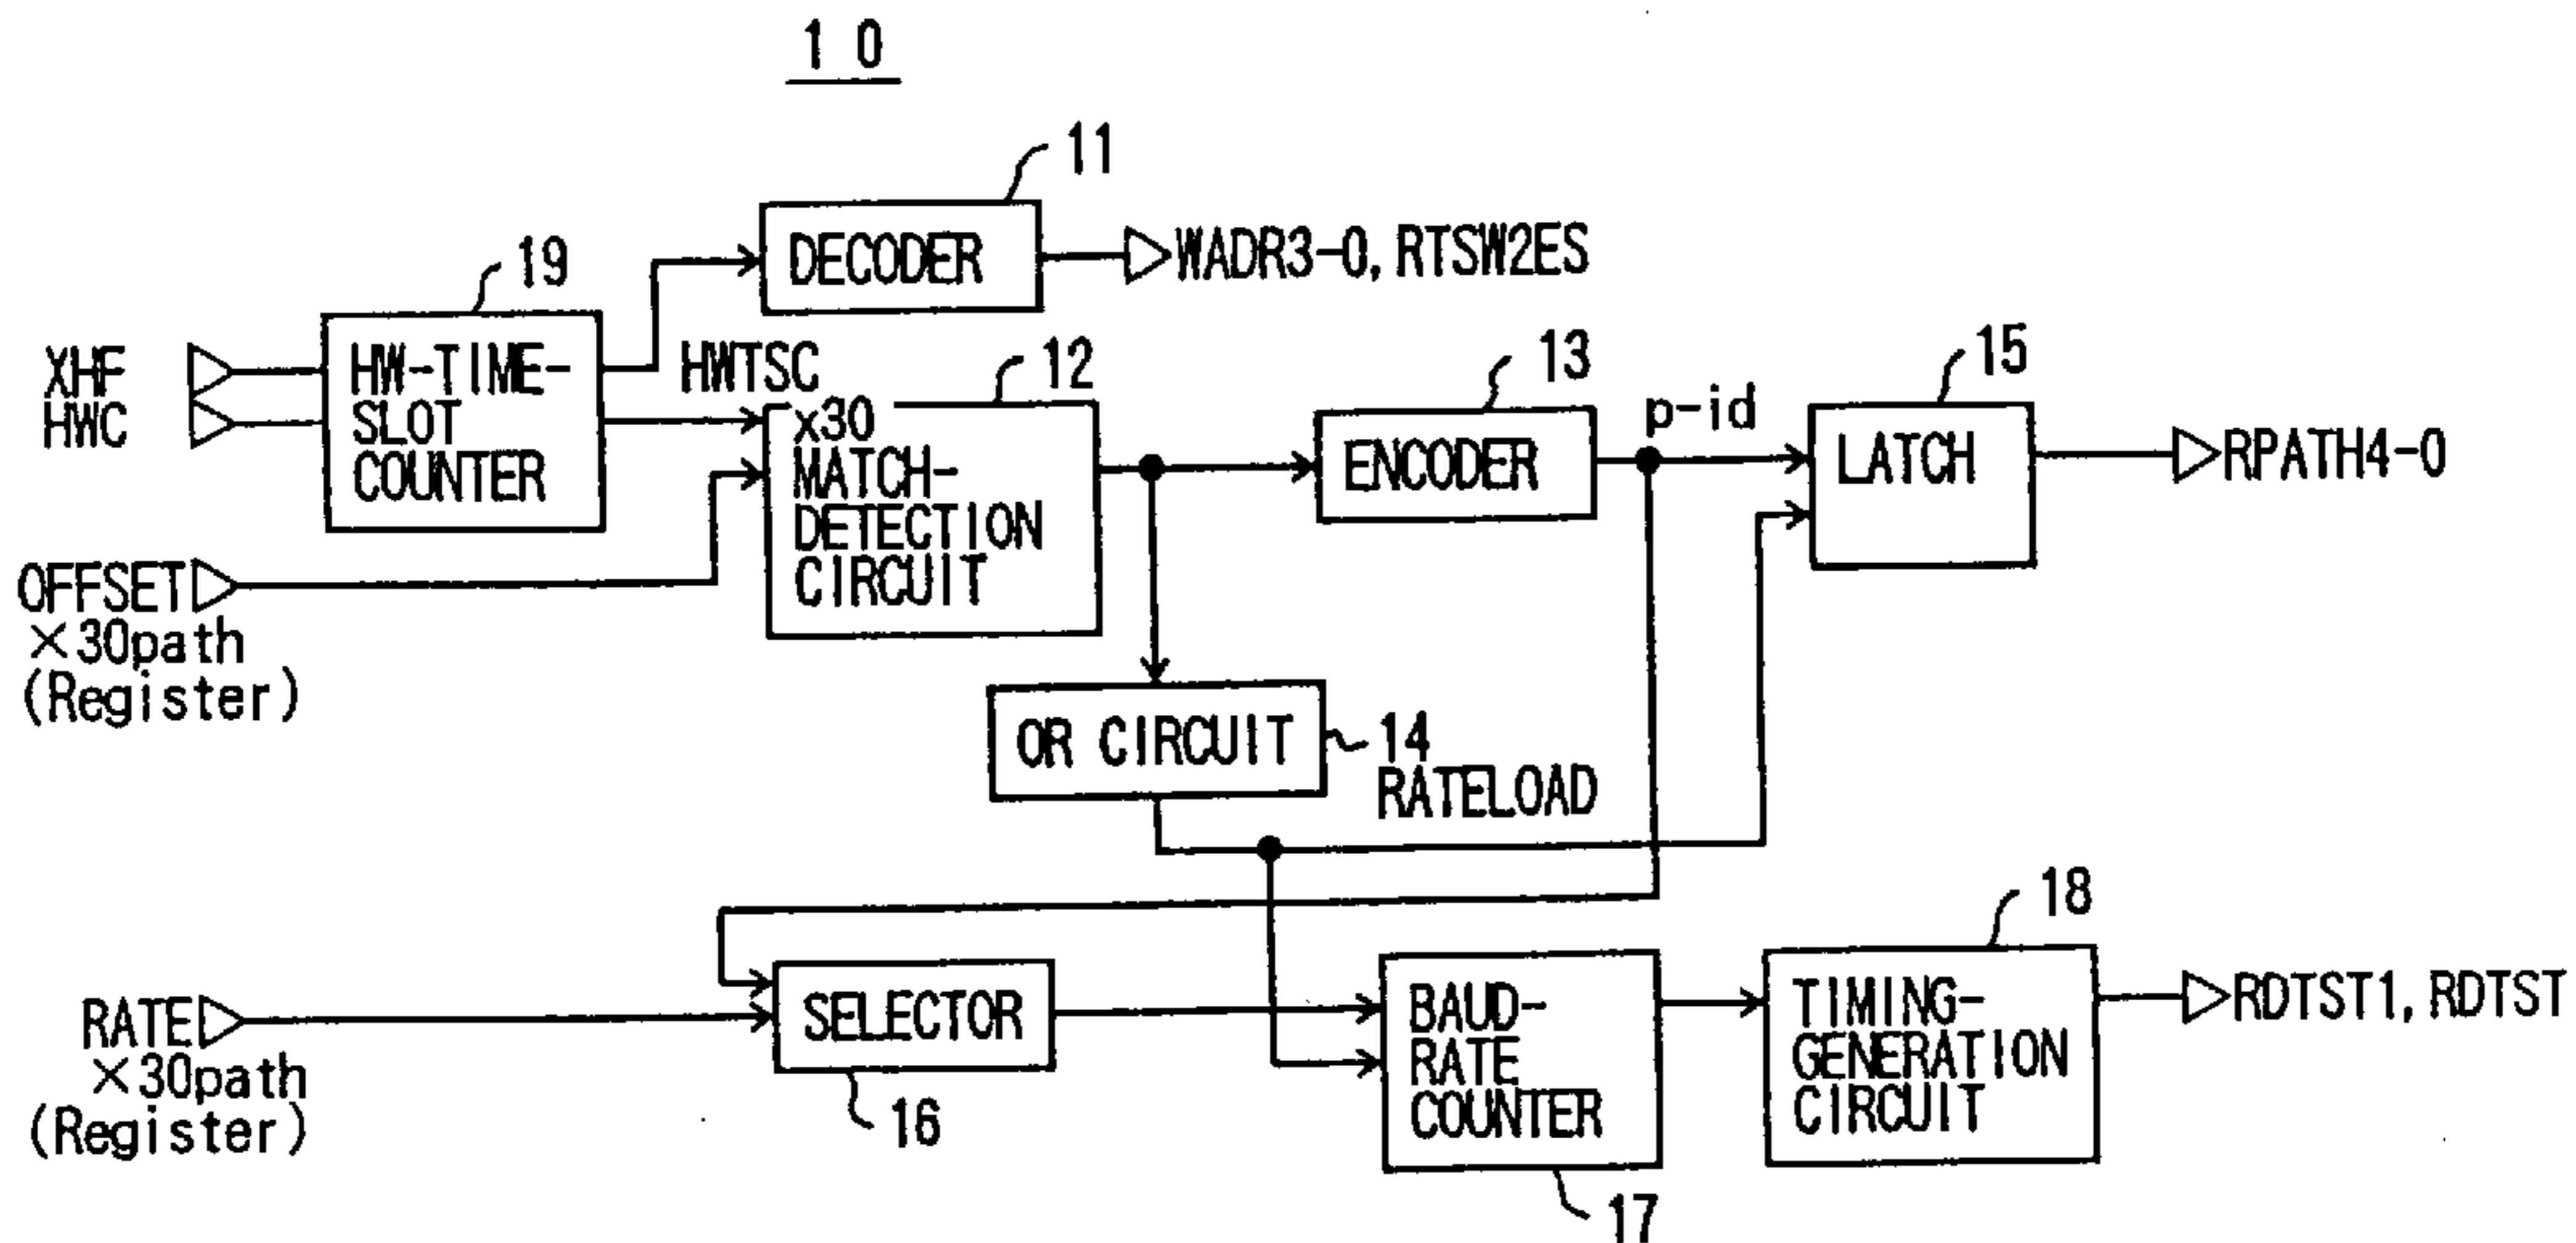 10
11
DECODER
WADR3-0, RTSW2ES
19
XHF
HWC
HW-TIME-
SLOT
COUNTER
HWTSC
12
x30
MATCH-
DETECTION
CIRCUIT
13
ENCODER
p-id
15
LATCH
RPATH4-0
OFFSET
×30path
(Register)
OR CIRCUIT
14
RATELOAD
RATE
×30path
(Register)
SELECTOR
16
BAUD-
RATE
COUNTER
17
18
TIMING-
GENERATION
CIRCUIT
RDTST1, RDTST